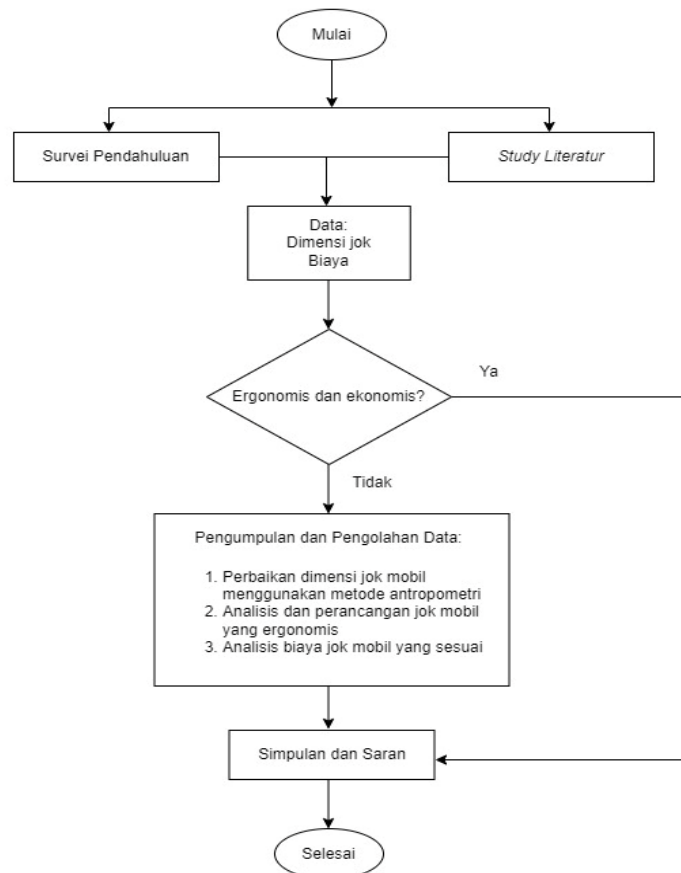 Mulai
Survei Pendahuluan
Study Literatur
Data:
Dimensi jok
Biaya
Ya
Ergonomis dan ekonomis?
Tidak
Pengumpulan dan Pengolahan Data:
1. Perbaikan dimensi jok mobil
menggunakan metode antropometri
2. Analisis dan perancangan jok mobil
yang ergonomis
3. Analisis biaya jok mobil yang sesuai
Simpulan dan Saran
Selesai